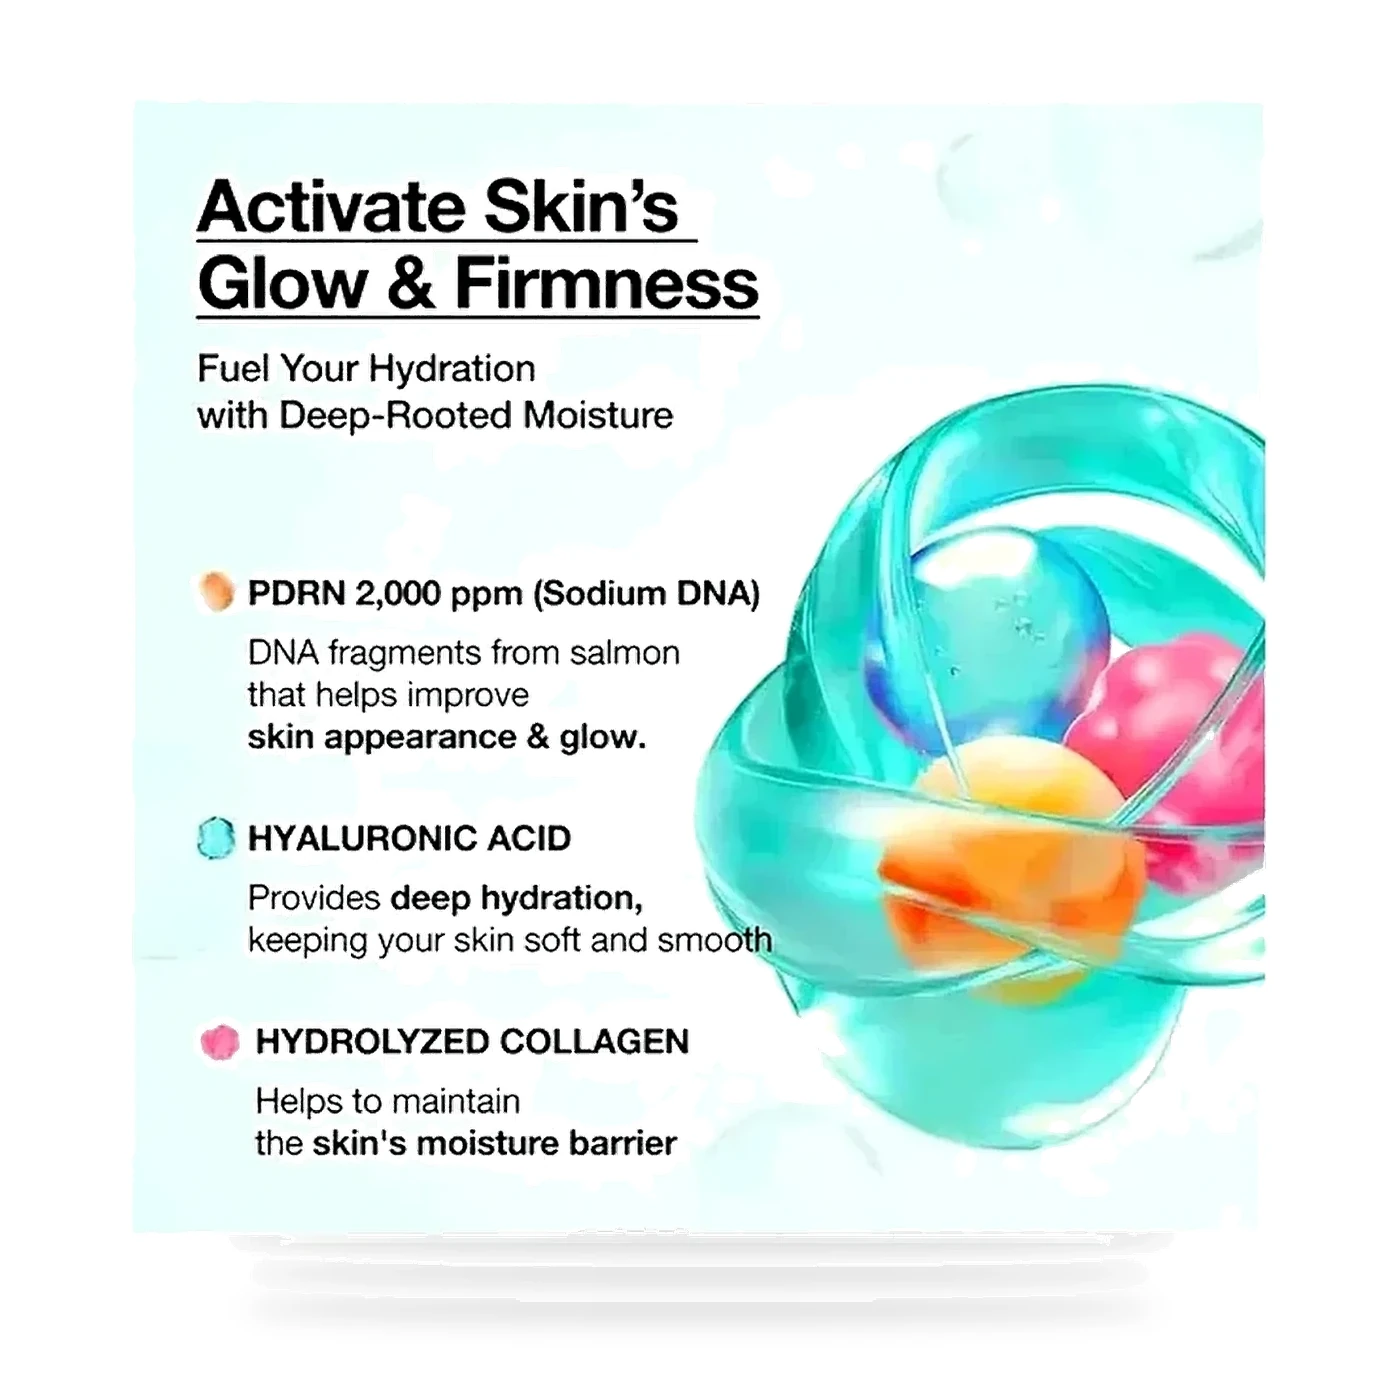 Activate Skin’s
Glow & Firmness
Fuel Your Hydration
with Deep-Rooted Moisture
PDRN 2,000 ppm (Sodium DNA)
DNA fragments from salmon
that helps improve
skin appearance & glow.
HYALURONIC ACID
Provides deep hydration,
keeping your skin soft and smooth
HYDROLYZED COLLAGEN
Helps to maintain
the skin's moisture barrier